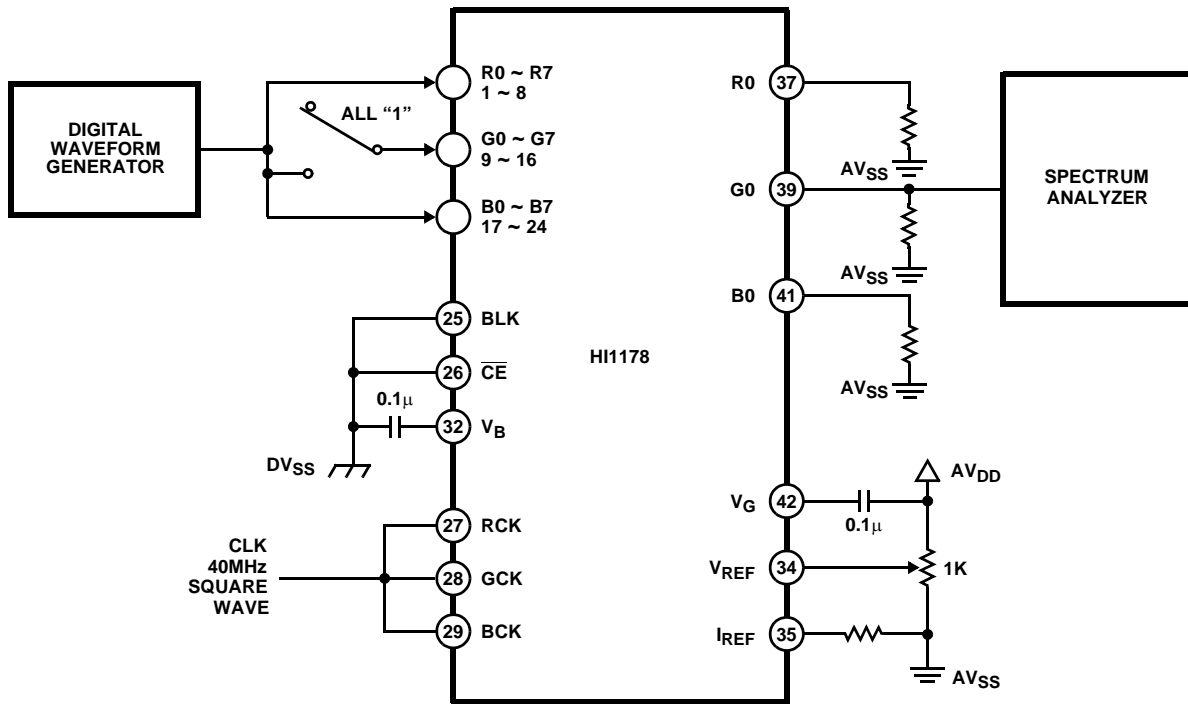 DIGITAL
WAVEFORM
GENERATOR
ALL “1”
R0 ~ R7
1 ~ 8
G0 ~ G7
9 ~ 16
B0 ~ B7
17 ~ 24
25 BLK
26 CE
0.1μ
32 VB
DVSS
CLK
40MHz
SQUARE
WAVE
27 RCK
28 GCK
29 BCK
HI1178
R0 37
AVSS
G0 39
AVSS
B0 41
AVSS
SPECTRUM
ANALYZER
AVDD
VG 42
0.1μ
VREF 34
1K
IREF 35
AVSS